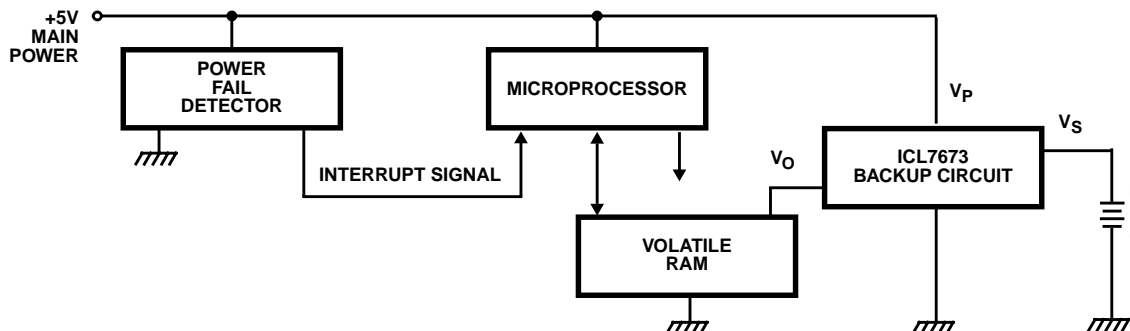 +5V
MAIN
POWER
POWER
FAIL
DETECTOR
MICROPROCESSOR
VP
VS
INTERRUPT SIGNAL
VO
ICL7673
BACKUP CIRCUIT
VOLATILE
RAM